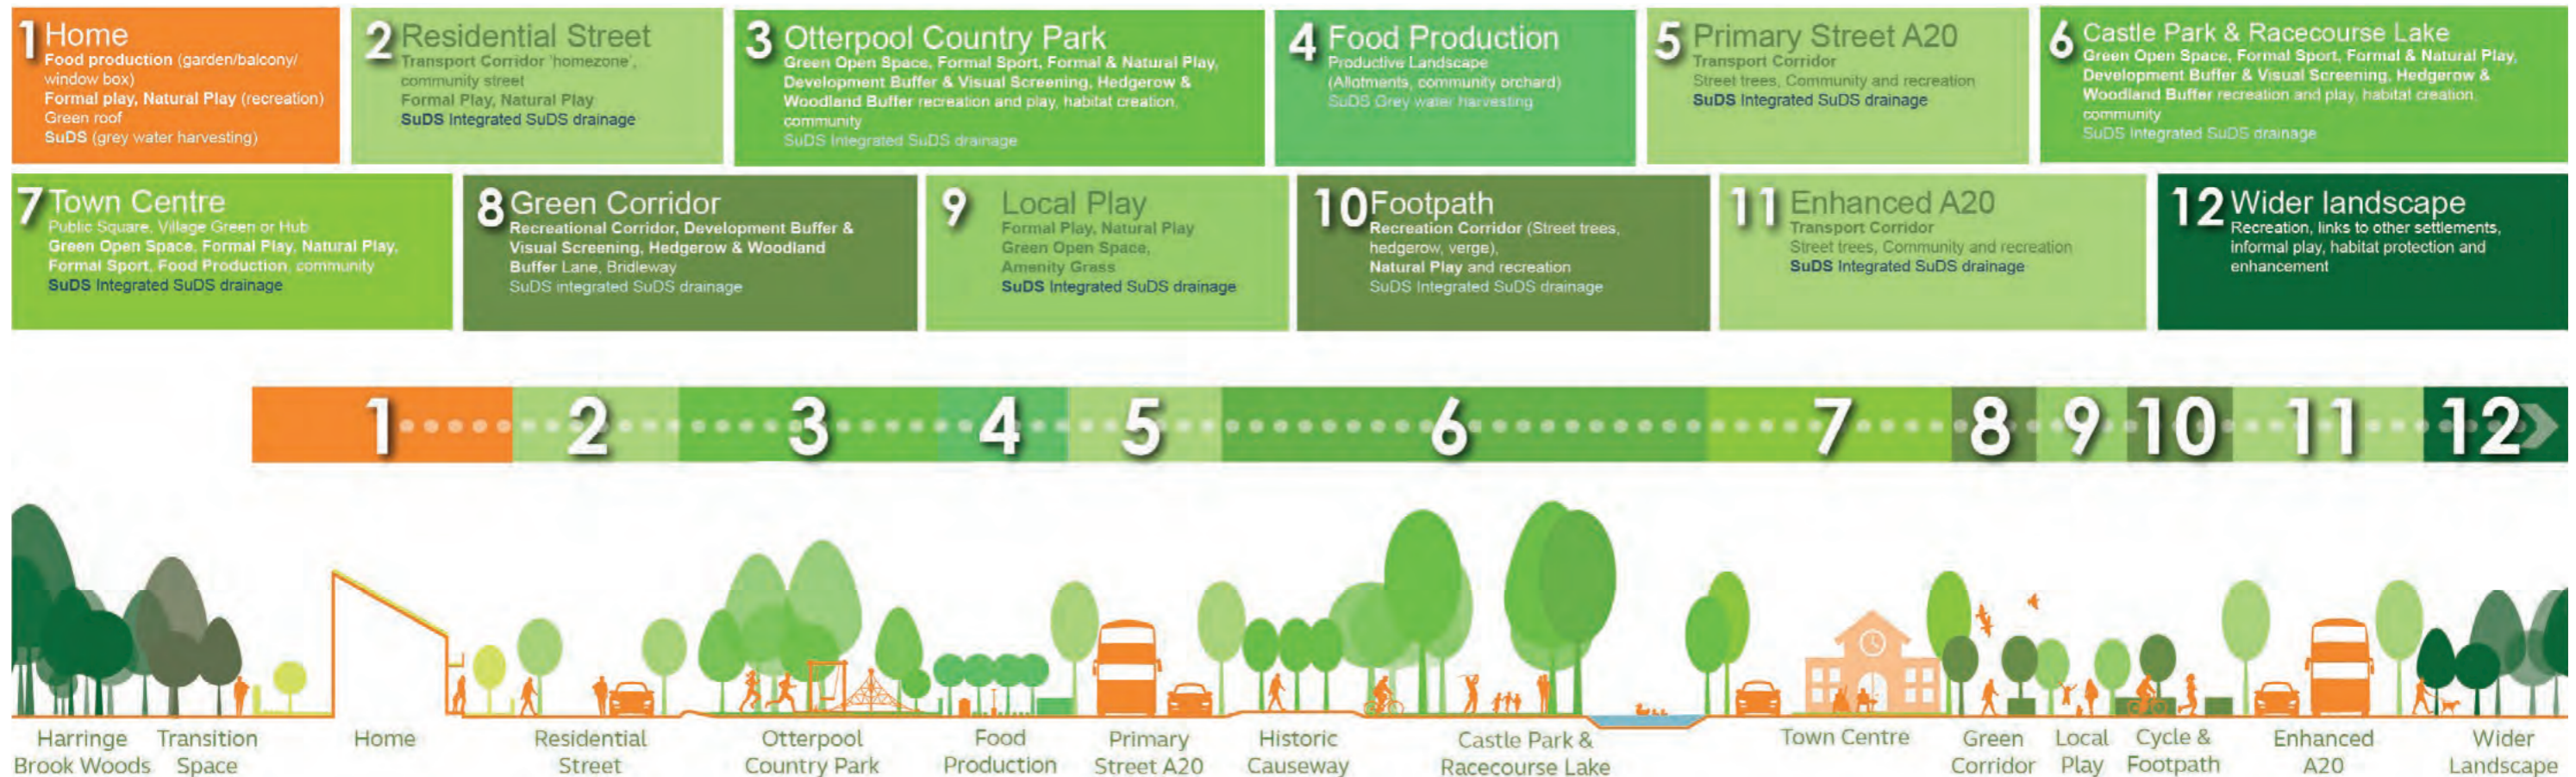 1 Home
Food production (garden/balcony/
window box)
Formal play, Natural Play (recreation)
Green roof
SuDS (grey water harvesting)
2 Residential Street
Transport Corridor 'homezone',
community street
Formal Play, Natural Play
SuDS Integrated SuDS drainage
3 Otterpool Country Park
Green Open Space, Formal Sport, Formal & Natural Play,
Development Buffer & Visual Screening, Hedgerow &
Woodland Buffer recreation and play, habitat creation,
community
SuDS Integrated SuDS drainage
4 Food Production
Productive Landscape
(Allotments, community orchard)
SuDS Grey water harvesting
5 Primary Street A20
Transport Corridor
Street trees, Community and recreation
SuDS Integrated SuDS drainage
6 Castle Park & Racecourse Lake
Green Open Space, Formal Sport, Formal & Natural Play,
Development Buffer & Visual Screening, Hedgerow &
Woodland Buffer recreation and play, habitat creation,
community
SuDS Integrated SuDS drainage
7 Town Centre
Public Square, Village Green or Hub
Green Open Space, Formal Play, Natural Play,
Formal Sport, Food Production, community
SuDS Integrated SuDS drainage
8 Green Corridor
Recreational Corridor, Development Buffer &
Visual Screening, Hedgerow & Woodland
Buffer Lane, Bridleway
SuDS integrated SuDS drainage
9 Local Play
Formal Play, Natural Play
Green Open Space,
Amenity Grass
SuDS Integrated SuDS drainage
10 Footpath
Recreation Corridor (Street trees,
hedgerow, verge),
Natural Play and recreation
SuDS Integrated SuDS drainage
11 Enhanced A20
Transport Corridor
Street trees, Community and recreation
SuDS Integrated SuDS drainage
12 Wider landscape
Recreation, links to other settlements,
informal play, habitat protection and
enhancement
1 2 3 4 5 6 7 8 9 10 11 12
Harringe
Brook Woods
Transition
Space
Home
Residential
Street
Otterpool
Country Park
Food
Production
Primary
Street A20
Historic
Causeway
Castle Park &
Racecourse Lake
Town Centre
Green
Corridor
Local
Play
Cycle &
Footpath
Enhanced
A20
Wider
Landscape